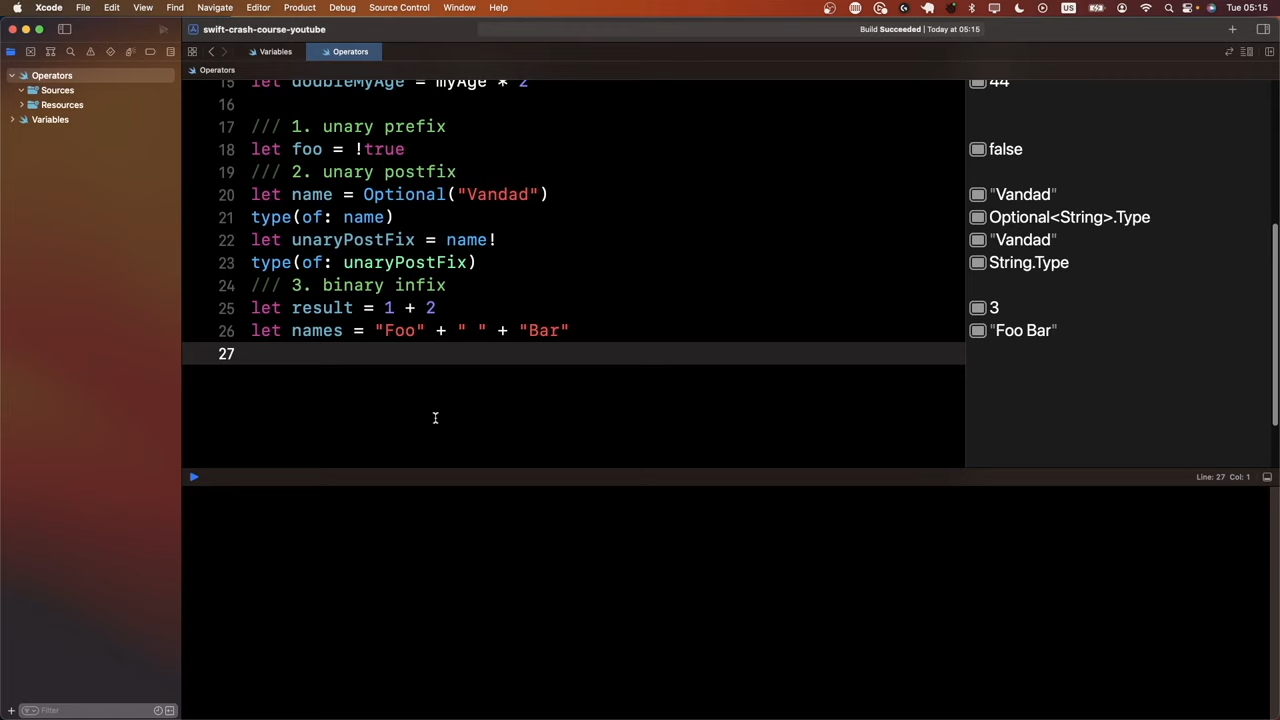 Xcode File Edit View Find Navigate Editor Product Debug Source Control Window Help US Tue 05:15
swift-crash-course-youtube Build Succeeded | Today at 05:15
Variables Operators
Operators Operators
Sources
Resources
Variables
15 let doubleMyAge = myAge * 2 44
16
17 /// 1. unary prefix
18 let foo = !true false
19 /// 2. unary postfix
20 let name = Optional("Vandad") "Vandad"
21 type(of: name) Optional<String>.Type
22 let unaryPostFix = name! "Vandad"
23 type(of: unaryPostFix) String.Type
24 /// 3. binary infix
25 let result = 1 + 2 3
26 let names = "Foo" + " " + "Bar" "Foo Bar"
27
Line: 27 Col: 1
Filter